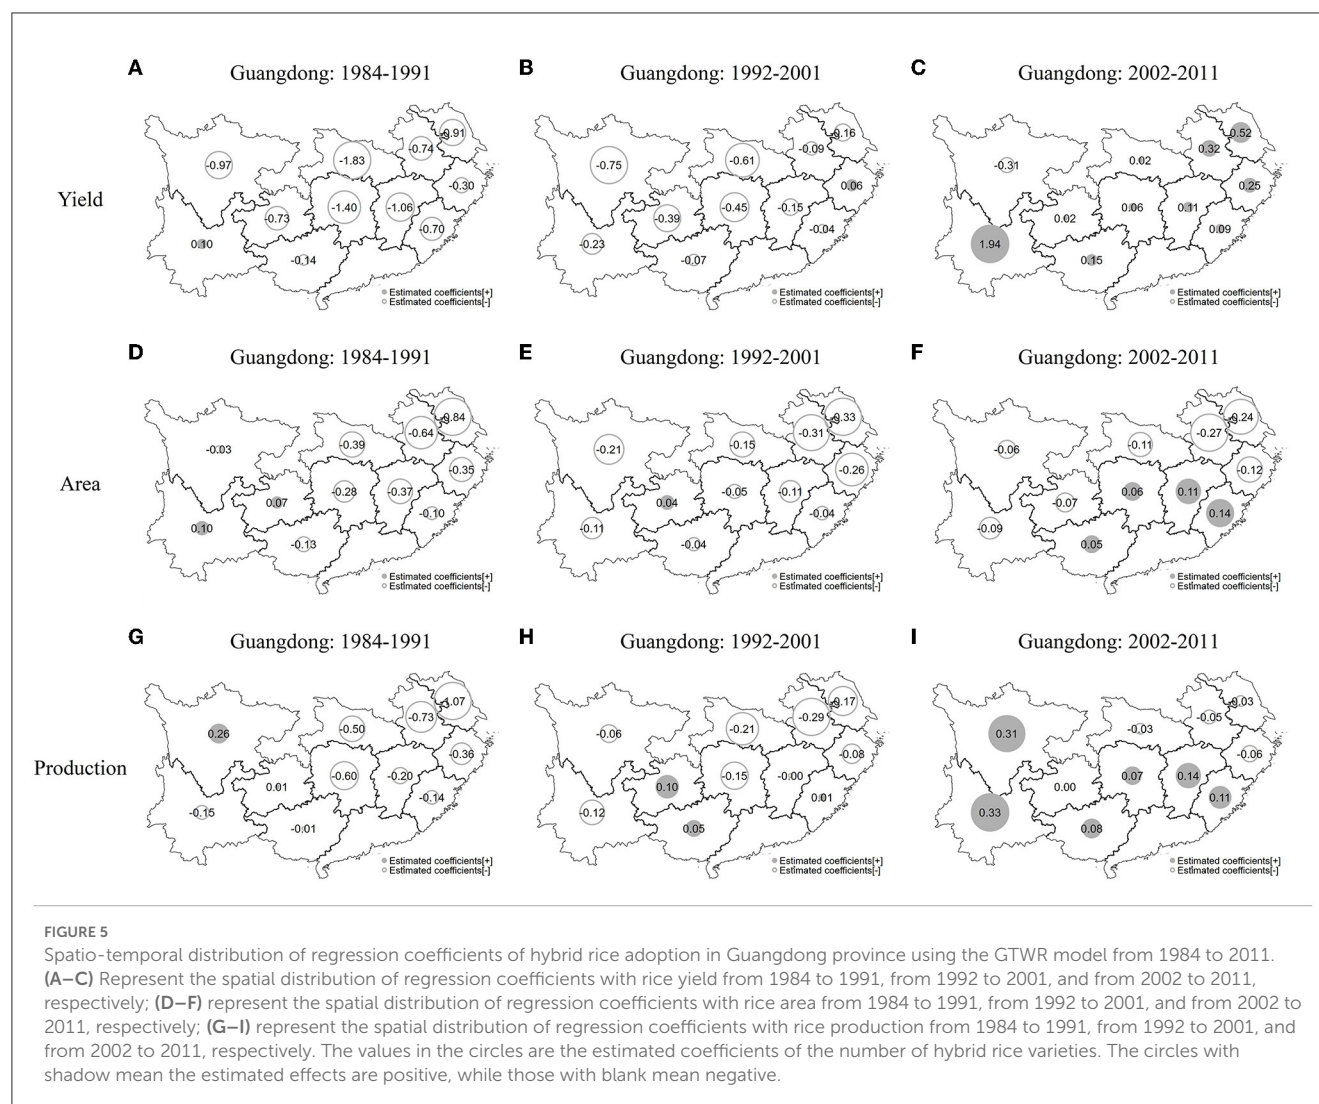 A
Guangdong: 1984-1991
B
Guangdong: 1992-2001
C
Guangdong: 2002-2011
Yield
-0.97
-1.83
-0.74
-0.91
-0.30
-0.73
-1.40
-1.06
-0.70
0.10
-0.14
Estimated coefficients[+]
Estimated coefficients[-]
-0.75
-0.61
-0.09
-0.16
0.06
-0.39
-0.45
-0.15
-0.04
-0.23
-0.07
Estimated coefficients[+]
Estimated coefficients[-]
-0.31
0.02
0.32
0.52
0.25
0.02
0.06
0.11
0.09
1.94
0.15
Estimated coefficients[+]
Estimated coefficients[-]
D
Guangdong: 1984-1991
E
Guangdong: 1992-2001
F
Guangdong: 2002-2011
Area
-0.03
-0.39
-0.64
-0.84
-0.35
0.07
-0.28
-0.37
-0.10
0.10
-0.13
Estimated coefficients[+]
Estimated coefficients[-]
-0.21
-0.15
-0.31
-0.33
-0.26
0.04
-0.05
-0.11
-0.04
-0.11
-0.04
Estimated coefficients[+]
Estimated coefficients[-]
-0.06
-0.11
-0.27
-0.24
-0.12
-0.07
0.06
0.11
0.14
-0.09
0.05
Estimated coefficients[+]
Estimated coefficients[-]
G
Guangdong: 1984-1991
H
Guangdong: 1992-2001
I
Guangdong: 2002-2011
Production
0.26
-0.50
-0.73
-1.07
-0.36
0.01
-0.60
-0.20
-0.14
-0.15
-0.01
Estimated coefficients[+]
Estimated coefficients[-]
-0.06
-0.21
-0.29
-0.17
-0.08
0.10
-0.15
-0.00
0.01
-0.12
0.05
Estimated coefficients[+]
Estimated coefficients[-]
0.31
-0.03
-0.05
-0.03
-0.06
0.00
0.07
0.14
0.11
0.33
0.08
Estimated coefficients[+]
Estimated coefficients[-]
FIGURE 5
Spatio-temporal distribution of regression coefficients of hybrid rice adoption in Guangdong province using the GTWR model from 1984 to 2011.
(A–C) Represent the spatial distribution of regression coefficients with rice yield from 1984 to 1991, from 1992 to 2001, and from 2002 to 2011,
respectively; (D–F) represent the spatial distribution of regression coefficients with rice area from 1984 to 1991, from 1992 to 2001, and from 2002 to
2011, respectively; (G–I) represent the spatial distribution of regression coefficients with rice production from 1984 to 1991, from 1992 to 2001, and
from 2002 to 2011, respectively. The values in the circles are the estimated coefficients of the number of hybrid rice varieties. The circles with
shadow mean the estimated effects are positive, while those with blank mean negative.